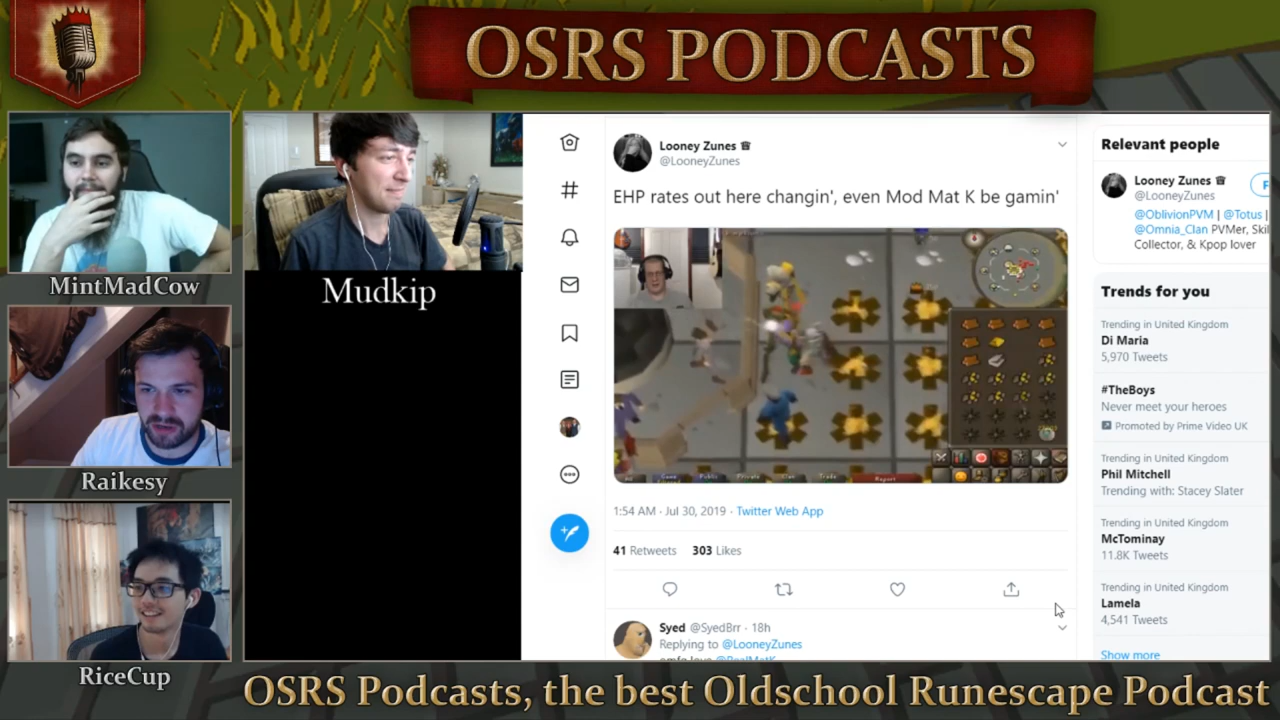 OSRS PODCASTS
MintMadCow
Mudkip
Raikesy
RiceCup
Looney Zunes
@LooneyZunes
EHP rates out here changin', even Mod Mat K be gamin'
Report
1:54 AM · Jul 30, 2019 · Twitter Web App
41 Retweets 303 Likes
Syed @SyedBrr · 18h
Replying to @LooneyZunes
Relevant people
Looney Zunes
@LooneyZunes
F
@OblivionPVM | @Totus |
@Omnia_Clan PVMer, Skil
Collector, & Kpop lover
Trends for you
Trending in United Kingdom
Di Maria
5,970 Tweets
#TheBoys
Never meet your heroes
Promoted by Prime Video UK
Trending in United Kingdom
Phil Mitchell
Trending with: Stacey Slater
Trending in United Kingdom
McTominay
11.8K Tweets
Trending in United Kingdom
Lamela
4,541 Tweets
Show more
OSRS Podcasts, the best Oldschool Runescape Podcast